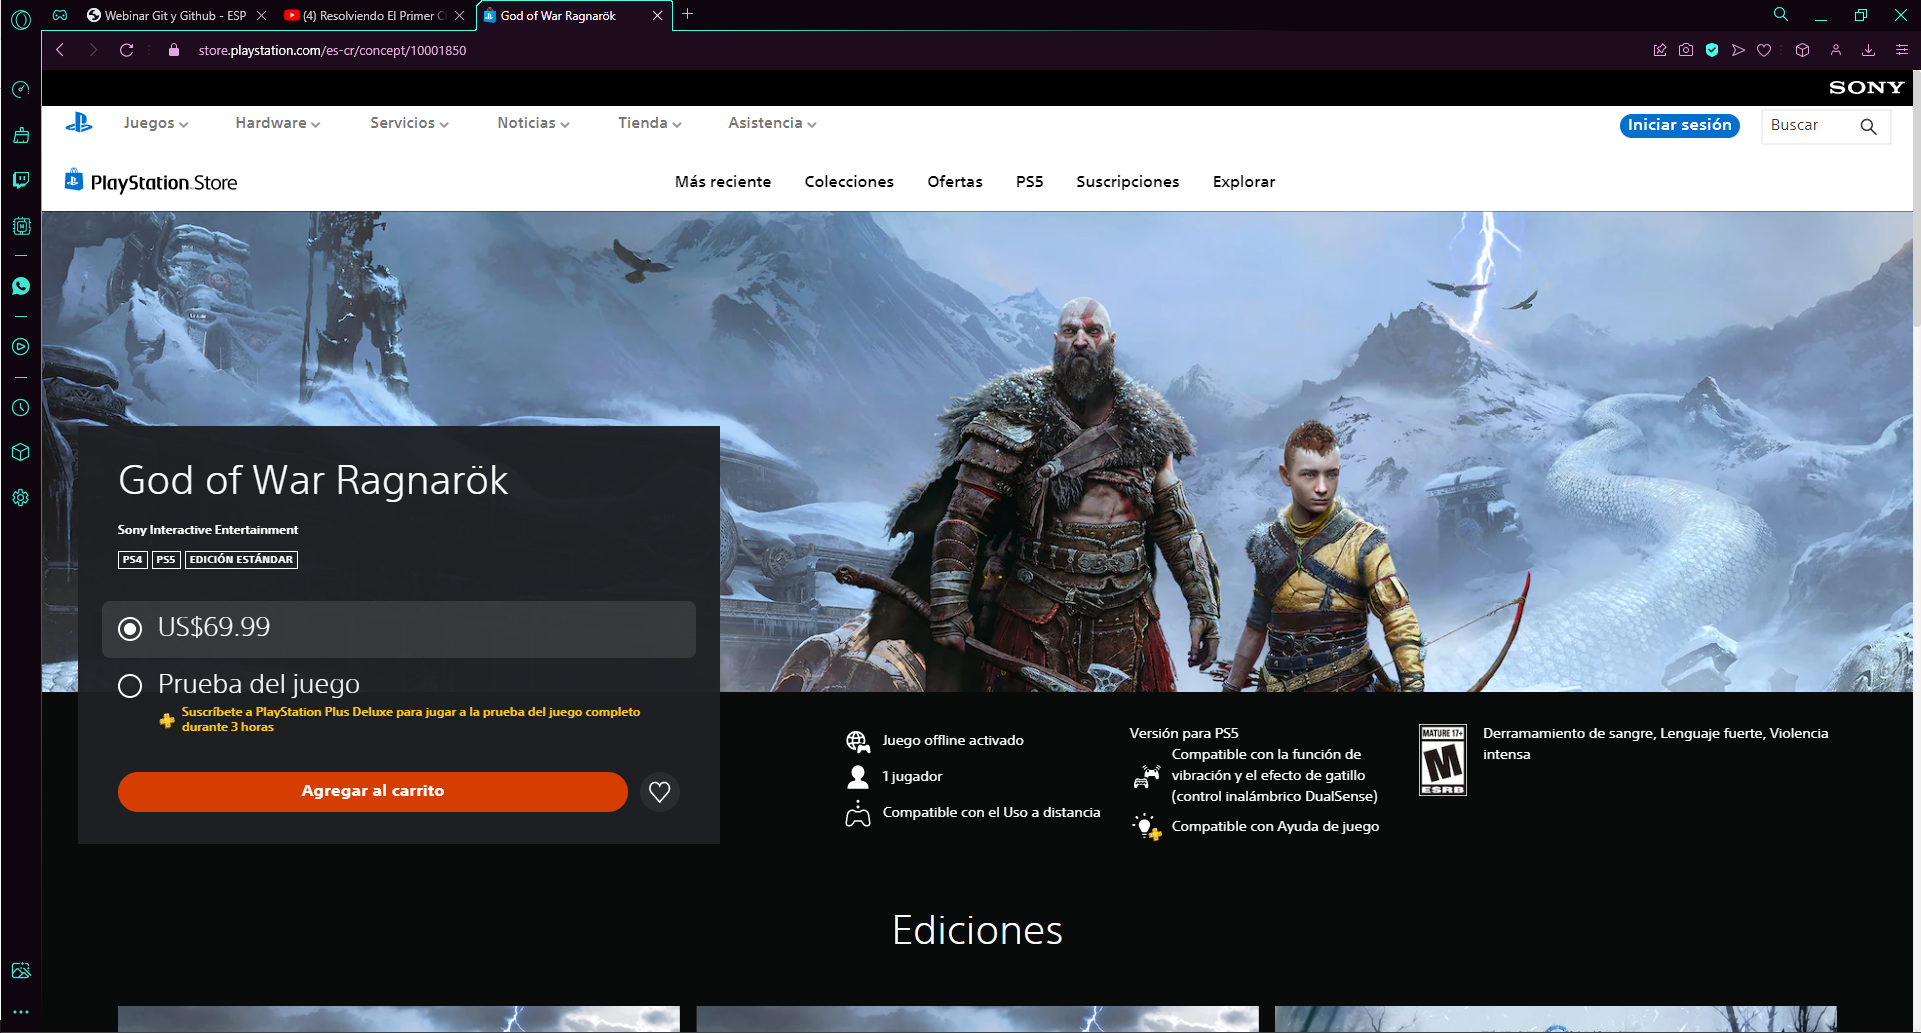 Webinar Git y Github - ESP
(4) Resolviendo El Primer C
God of War Ragnarök
store.playstation.com/es-cr/concept/10001850
SONY
Juegos
Hardware
Servicios
Noticias
Tienda
Asistencia
Iniciar sesión
Buscar
PlayStation Store
Más reciente
Colecciones
Ofertas
PS5
Suscripciones
Explorar
God of War Ragnarök
Sony Interactive Entertainment
PS4
PS5
EDICIÓN ESTÁNDAR
US$69.99
Prueba del juego
Suscríbete a PlayStation Plus Deluxe para jugar a la prueba del juego completo
durante 3 horas
Agregar al carrito
Juego offline activado
1 jugador
Compatible con el Uso a distancia
Versión para PS5
Compatible con la función de
vibración y el efecto de gatillo
(control inalámbrico DualSense)
Compatible con Ayuda de juego
MATURE 17+
M
ESRB
Derramamiento de sangre, Lenguaje fuerte, Violencia
intensa
Ediciones